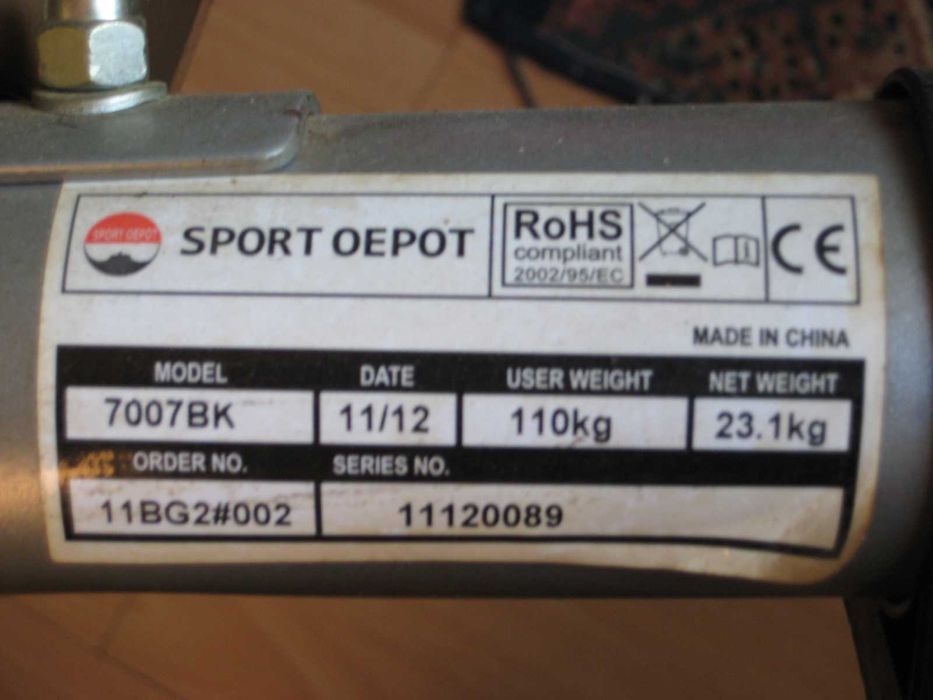 SPORT OEPOT
SPORT OEPOT
RoHS
compliant
2002/95/EC
CE
MADE IN CHINA
MODEL DATE USER WEIGHT NET WEIGHT
7007BK 11/12 110kg 23.1kg
ORDER NO. SERIES NO.
11BG2#002 11120089